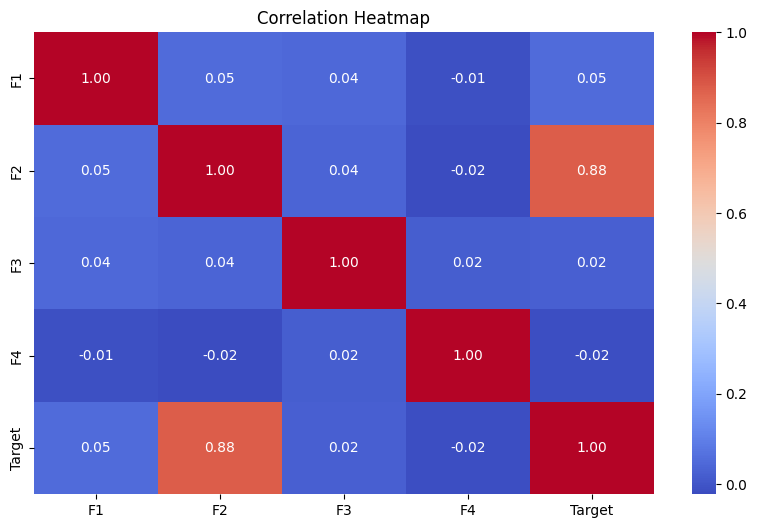 Correlation Heatmap
F1 1.00 0.05 0.04 -0.01 0.05
F2 0.05 1.00 0.04 -0.02 0.88
F3 0.04 0.04 1.00 0.02 0.02
F4 -0.01 -0.02 0.02 1.00 -0.02
Target 0.05 0.88 0.02 -0.02 1.00
F1 F2 F3 F4 Target
1.0
0.8
0.6
0.4
0.2
0.0